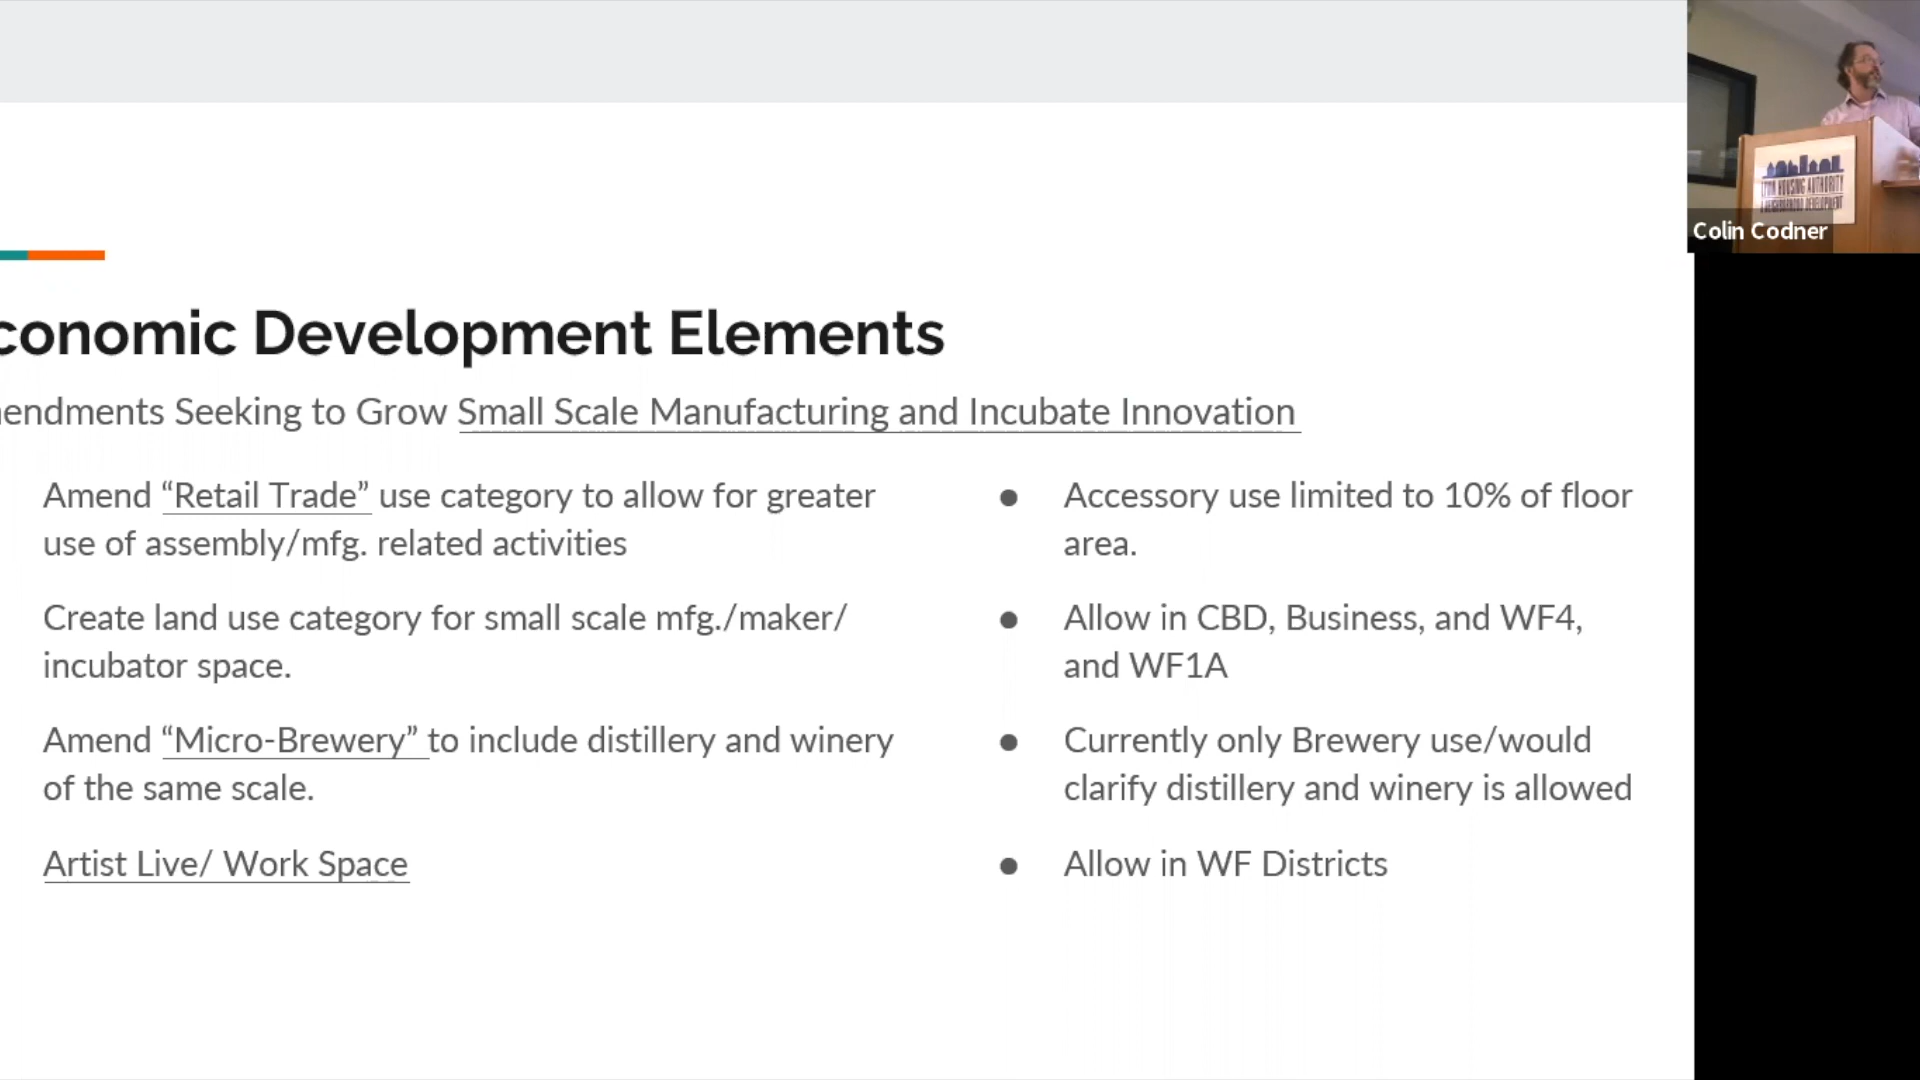 conomic Development Elements
endments Seeking to Grow Small Scale Manufacturing and Incubate Innovation
Amend “Retail Trade” use category to allow for greater
use of assembly/mfg. related activities
Create land use category for small scale mfg./maker/
incubator space.
Amend “Micro-Brewery” to include distillery and winery
of the same scale.
Artist Live/ Work Space
● Accessory use limited to 10% of floor
area.
● Allow in CBD, Business, and WF4,
and WF1A
● Currently only Brewery use/would
clarify distillery and winery is allowed
● Allow in WF Districts
HOUSING AUTHORITY
NEIGHBORHOOD DEVELOPMENT
Colin Codner